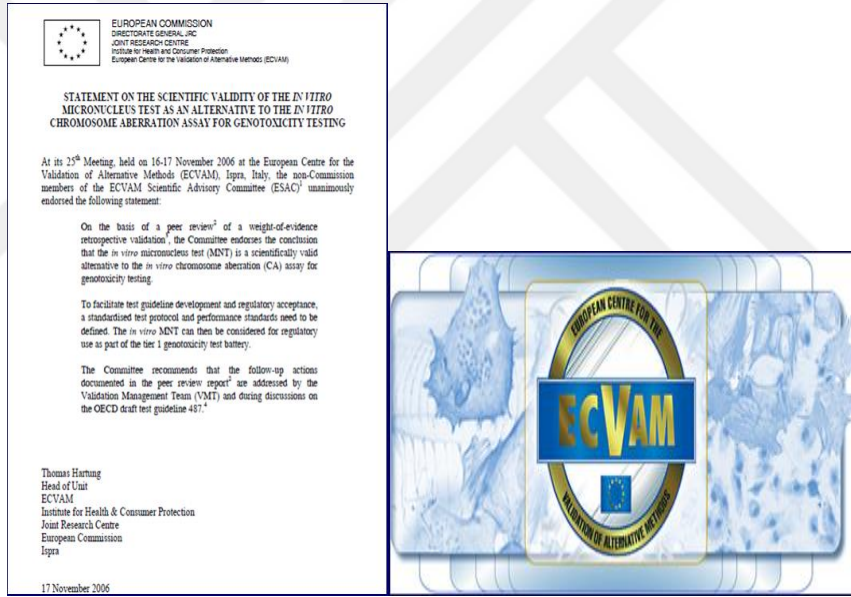 EUROPEAN COMMISSION
DIRECTORATE GENERAL JRC
JOINT RESEARCH CENTRE
Institute for Health and Consumer Protection
European Centre for the Validation of Alternative Methods (ECVAM)
STATEMENT ON THE SCIENTIFIC VALIDITY OF THE IN VITRO
MICRONUCLEUS TEST AS AN ALTERNATIVE TO THE IN VITRO
CHROMOSOME ABERRATION ASSAY FOR GENOTOXICITY TESTING
At its 25th Meeting, held on 16-17 November 2006 at the European Centre for the
Validation of Alternative Methods (ECVAM), Ispra, Italy, the non-Commission
members of the ECVAM Scientific Advisory Committee (ESAC)1 unanimously
endorsed the following statement:
On the basis of a peer review2 of a weight-of-evidence
retrospective validation3, the Committee endorses the conclusion
that the in vitro micronucleus test (MNT) is a scientifically valid
alternative to the in vitro chromosome aberration (CA) assay for
genotoxicity testing.
To facilitate test guideline development and regulatory acceptance,
a standardised test protocol and performance standards need to be
defined. The in vitro MNT can then be considered for regulatory
use as part of the tier 1 genotoxicity test battery.
The Committee recommends that the follow-up actions
documented in the peer review report2 are addressed by the
Validation Management Team (VMT) and during discussions on
the OECD draft test guideline 487.4
Thomas Hartung
Head of Unit
ECVAM
Institute for Health & Consumer Protection
Joint Research Centre
European Commission
Ispra
17 November 2006
EUROPEAN CENTRE FOR THE
ECVAM
VALIDATION OF ALTERNATIVE METHODS